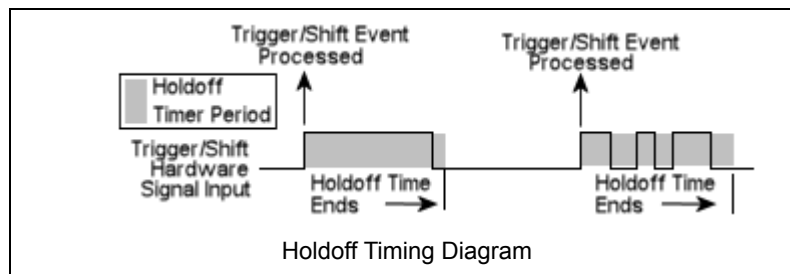 Trigger/Shift Event
Processed
Trigger/Shift Event
Processed
Holdoff
Timer Period
Trigger/Shift
Hardware
Signal Input
Holdoff Time
Ends
Holdoff Time
Ends
Holdoff Timing Diagram